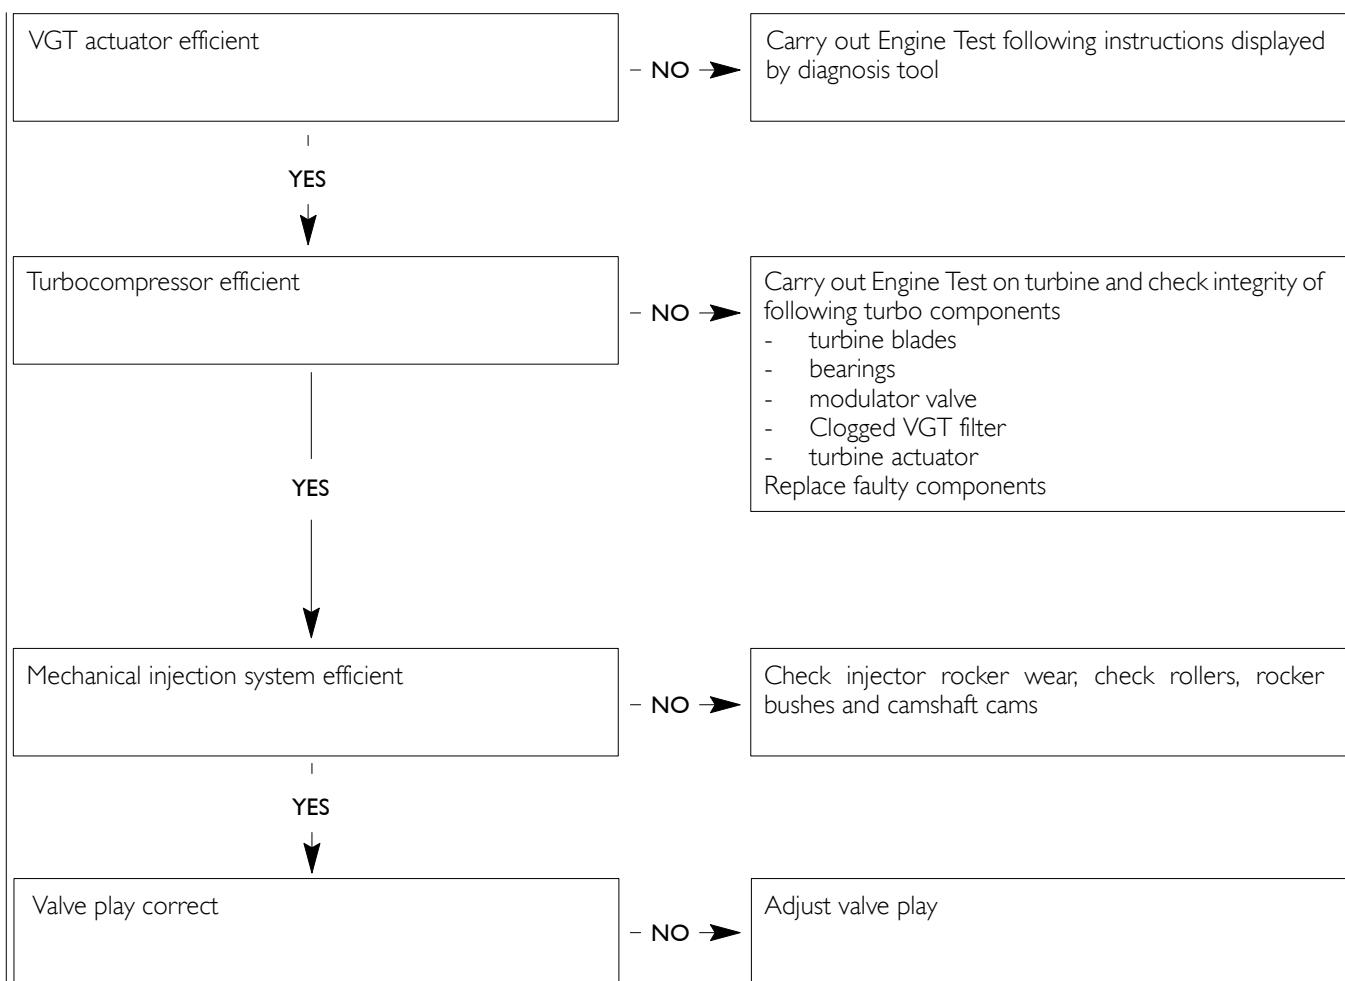 VGT actuator efficient
NO
Carry out Engine Test following instructions displayed
by diagnosis tool
YES
Turbocompressor efficient
NO
Carry out Engine Test on turbine and check integrity of
following turbo components
- turbine blades
- bearings
- modulator valve
- Clogged VGT filter
- turbine actuator
Replace faulty components
YES
Mechanical injection system efficient
NO
Check injector rocker wear, check rollers, rocker
bushes and camshaft cams
YES
Valve play correct
NO
Adjust valve play